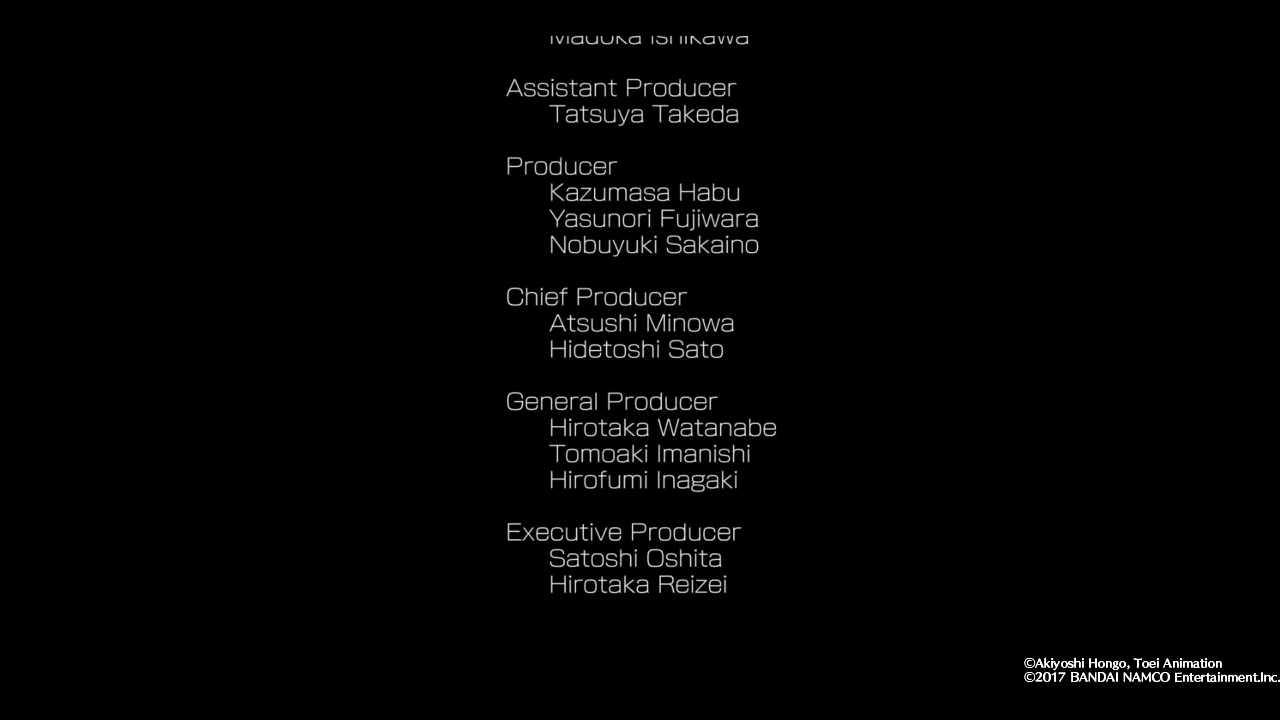 Madoka Ishikawa
Assistant Producer
Tatsuya Takeda
Producer
Kazumasa Habu
Yasunori Fujiwara
Nobuyuki Sakaino
Chief Producer
Atsushi Minowa
Hidetoshi Sato
General Producer
Hirotaka Watanabe
Tomoaki Imanishi
Hirofumi Inagaki
Executive Producer
Satoshi Oshita
Hirotaka Reizei
©Akiyoshi Hongo, Toei Animation
©2017 BANDAI NAMCO Entertainment.Inc.